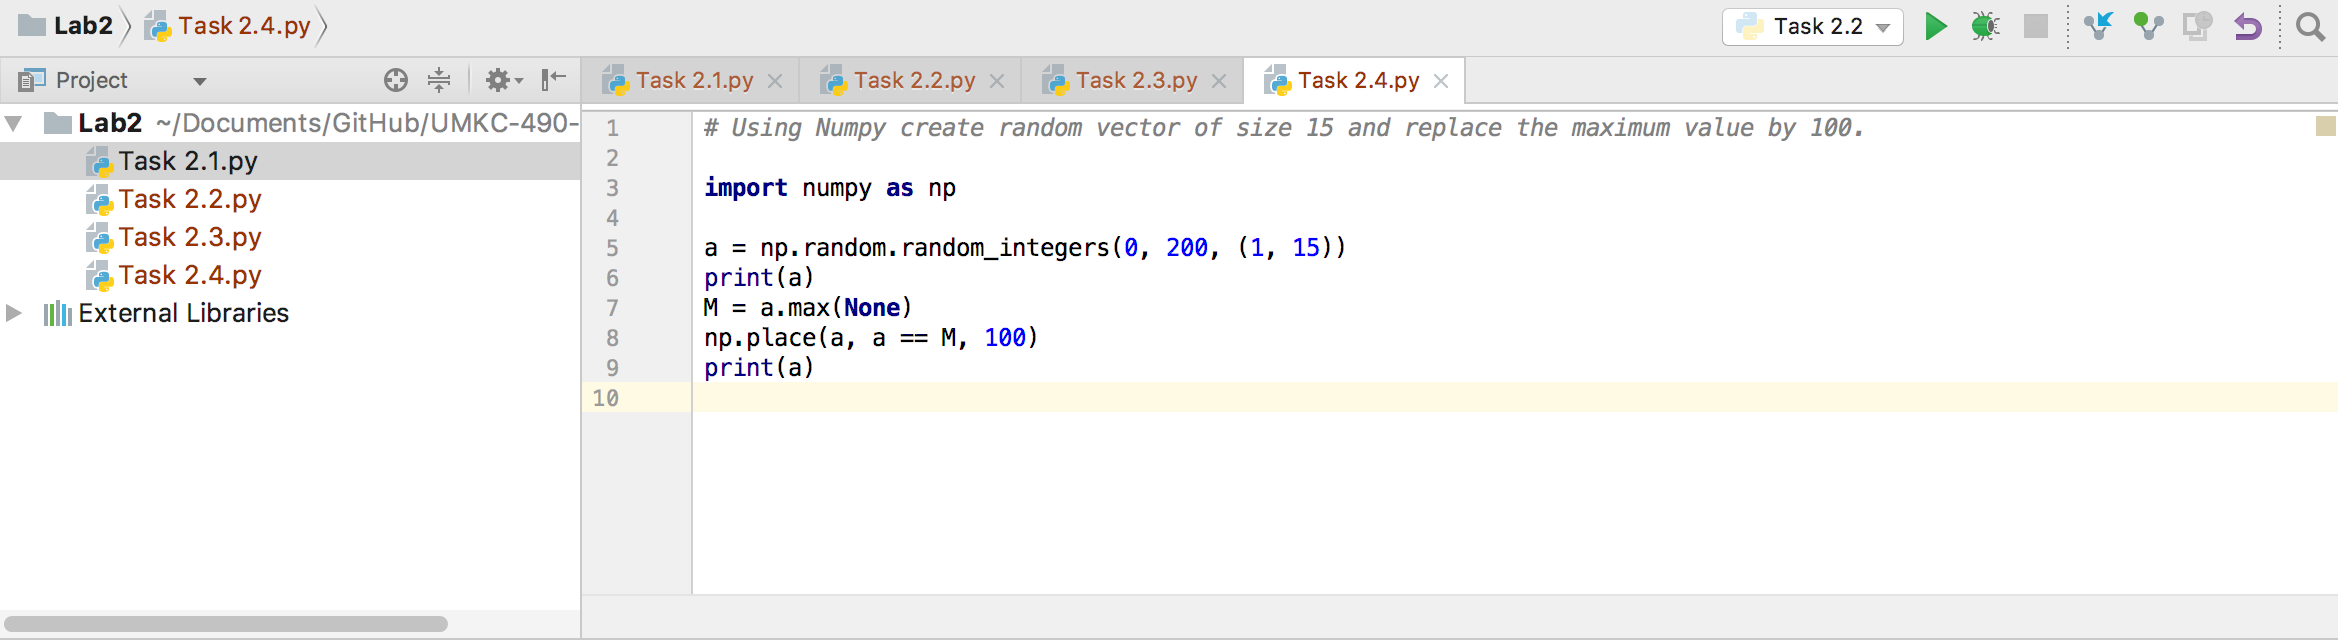 Lab2 Task 2.4.py Task 2.2
Project Task 2.1.py Task 2.2.py Task 2.3.py Task 2.4.py
Lab2 ~/Documents/GitHub/UMKC-490-
Task 2.1.py
Task 2.2.py
Task 2.3.py
Task 2.4.py
External Libraries
1 # Using Numpy create random vector of size 15 and replace the maximum value by 100.
2
3 import numpy as np
4
5 a = np.random.random_integers(0, 200, (1, 15))
6 print(a)
7 M = a.max(None)
8 np.place(a, a == M, 100)
9 print(a)
10